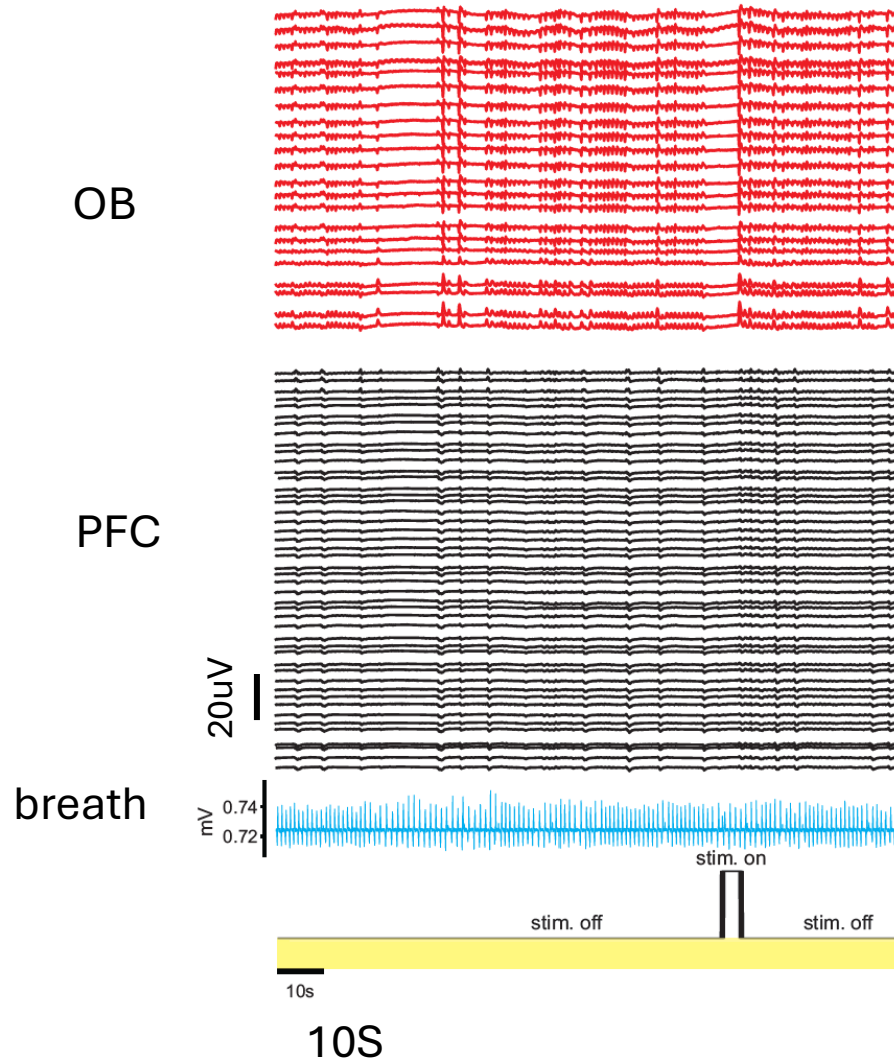 OB
PFC
20uV
breath
mV
0.74
0.72
stim. on
stim. off
stim. off
10s
10S